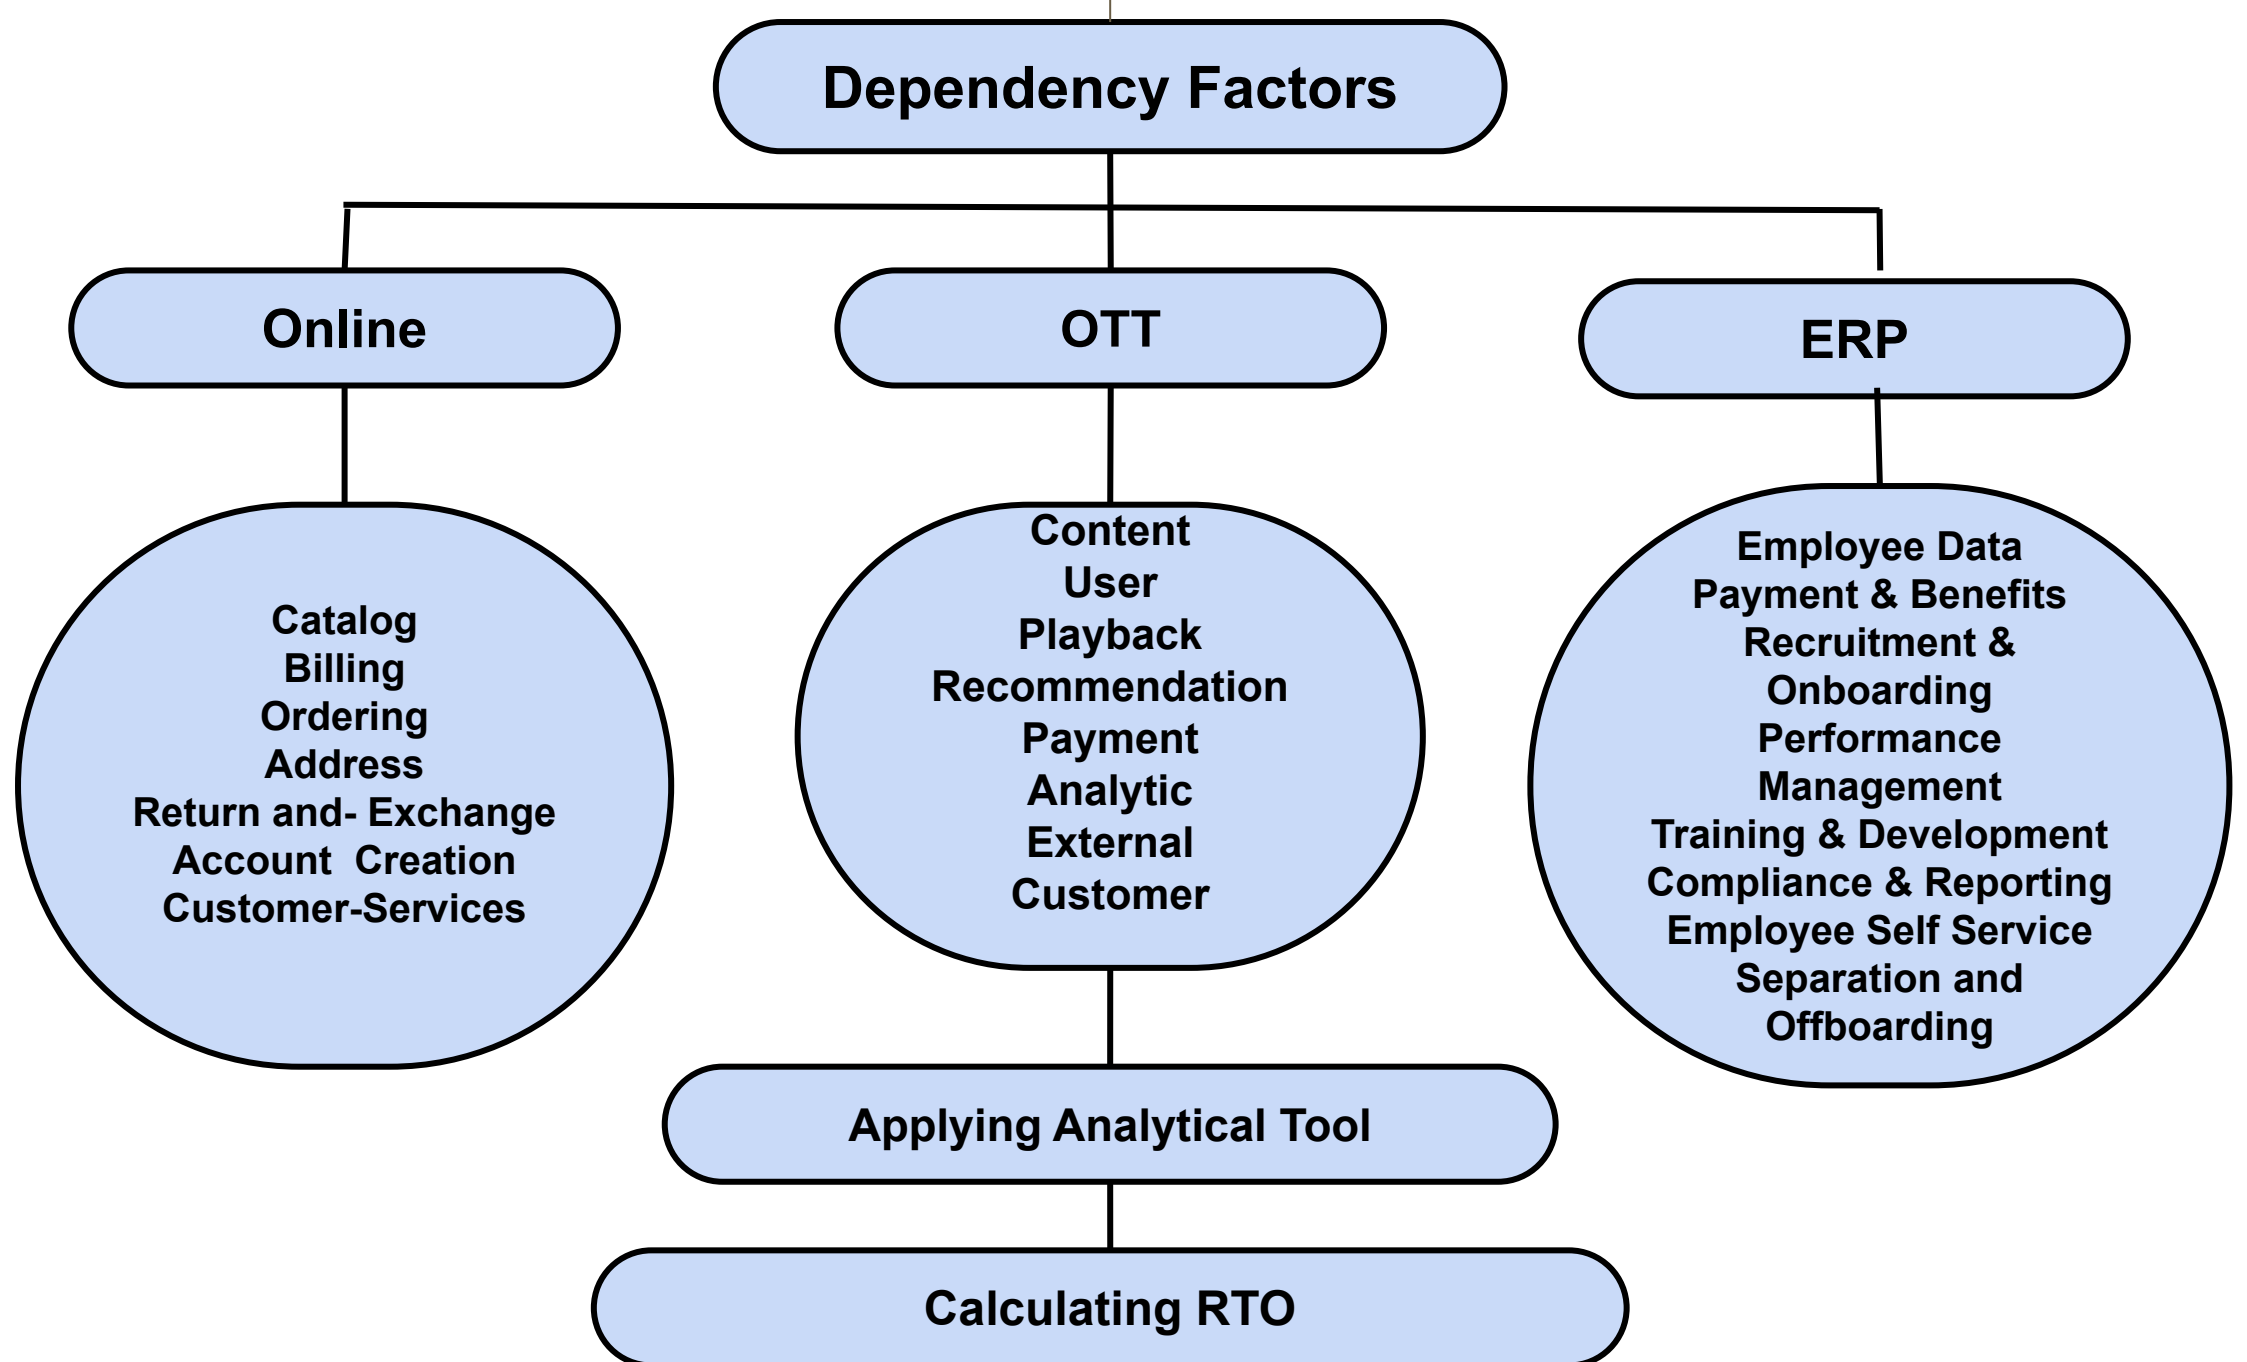 Dependency Factors
Online
OTT
ERP
Catalog
Billing
Ordering
Address
Return and- Exchange
Account  Creation
Customer-Services
Content
User
Playback
Recommendation
Payment
Analytic
External
Customer
Employee Data
Payment & Benefits
Recruitment &
Onboarding
Performance
Management
Training & Development
Compliance & Reporting
Employee Self Service
Separation and
Offboarding
Applying Analytical Tool
Calculating RTO